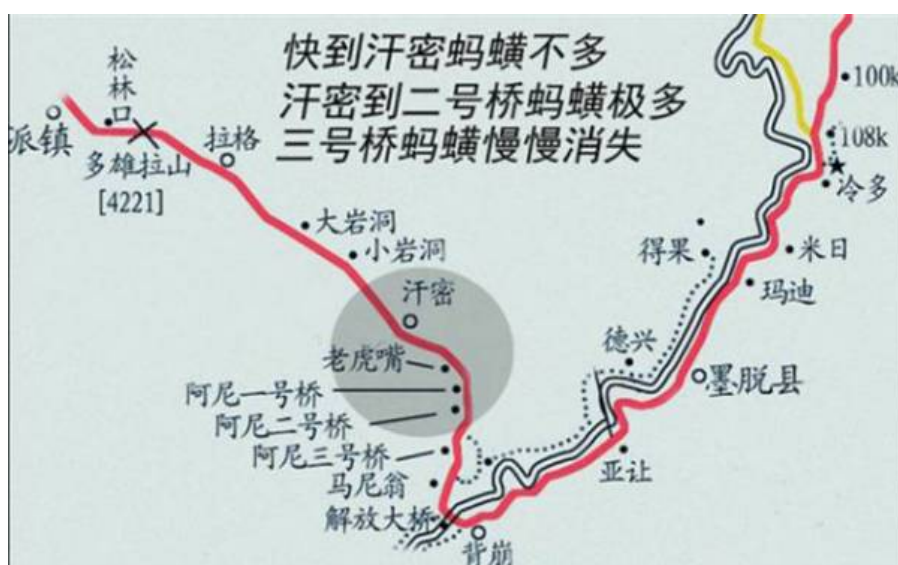 快到汗密蚂蟥不多
汗密到二号桥蚂蟥极多
三号桥蚂蟥慢慢消失
松林口
派镇
多雄拉山
[4221]
拉格
大岩洞
小岩洞
汗密
老虎嘴
阿尼一号桥
阿尼二号桥
阿尼三号桥
马尼翁
解放大桥
背崩
亚让
德兴
墨脱县
得果
玛迪
米日
冷多
108k
100k